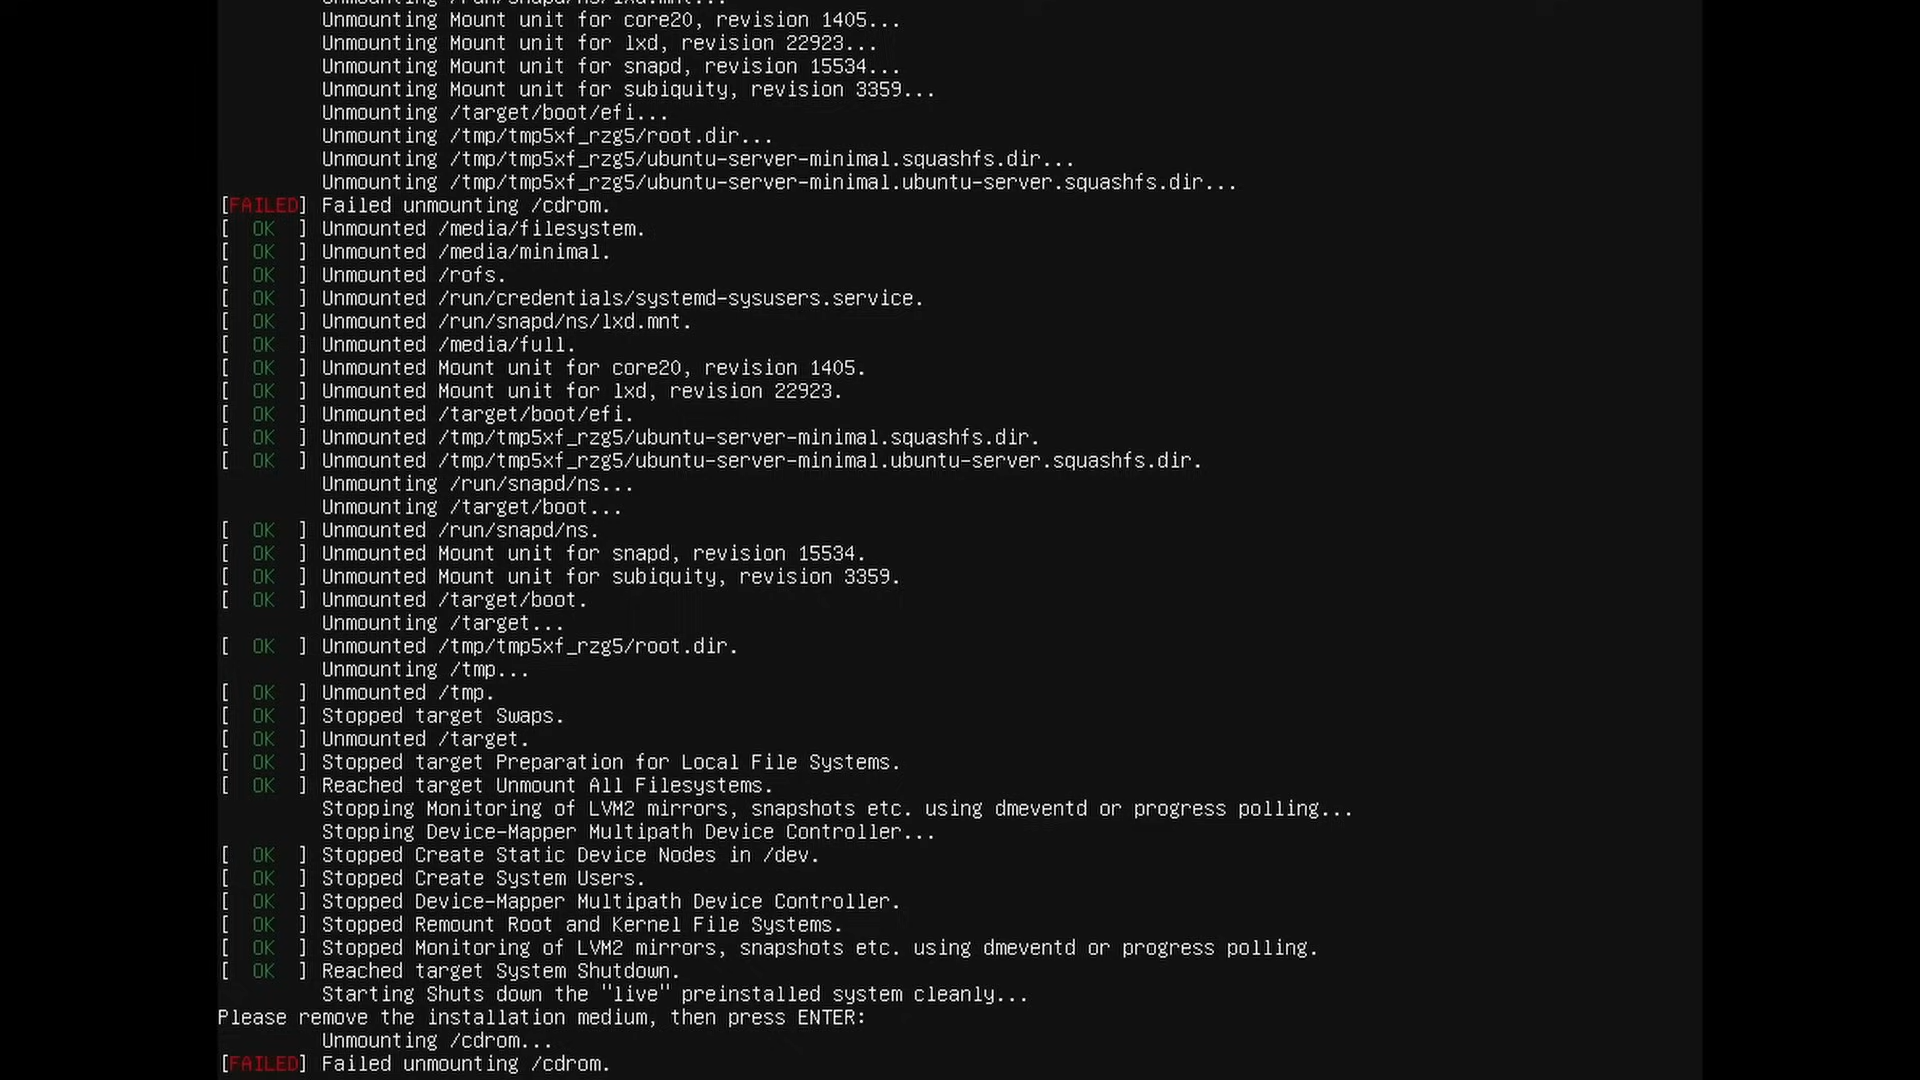 Unmounting /run/snapd/ns/lxd.mnt...
Unmounting Mount unit for core20, revision 1405...
Unmounting Mount unit for lxd, revision 22923...
Unmounting Mount unit for snapd, revision 15534...
Unmounting Mount unit for subiquity, revision 3359...
Unmounting /target/boot/efi...
Unmounting /tmp/tmp5xf_rzg5/root.dir...
Unmounting /tmp/tmp5xf_rzg5/ubuntu-server-minimal.squashfs.dir...
Unmounting /tmp/tmp5xf_rzg5/ubuntu-server-minimal.ubuntu-server.squashfs.dir...
[FAILED] Failed unmounting /cdrom.
[  OK  ] Unmounted /media/filesystem.
[  OK  ] Unmounted /media/minimal.
[  OK  ] Unmounted /rofs.
[  OK  ] Unmounted /run/credentials/systemd-sysusers.service.
[  OK  ] Unmounted /run/snapd/ns/lxd.mnt.
[  OK  ] Unmounted /media/full.
[  OK  ] Unmounted Mount unit for core20, revision 1405.
[  OK  ] Unmounted Mount unit for lxd, revision 22923.
[  OK  ] Unmounted /target/boot/efi.
[  OK  ] Unmounted /tmp/tmp5xf_rzg5/ubuntu-server-minimal.squashfs.dir.
[  OK  ] Unmounted /tmp/tmp5xf_rzg5/ubuntu-server-minimal.ubuntu-server.squashfs.dir.
Unmounting /run/snapd/ns...
Unmounting /target/boot...
[  OK  ] Unmounted /run/snapd/ns.
[  OK  ] Unmounted Mount unit for snapd, revision 15534.
[  OK  ] Unmounted Mount unit for subiquity, revision 3359.
[  OK  ] Unmounted /target/boot.
Unmounting /target...
[  OK  ] Unmounted /tmp/tmp5xf_rzg5/root.dir.
Unmounting /tmp...
[  OK  ] Unmounted /tmp.
[  OK  ] Stopped target Swaps.
[  OK  ] Unmounted /target.
[  OK  ] Stopped target Preparation for Local File Systems.
[  OK  ] Reached target Unmount All Filesystems.
Stopping Monitoring of LVM2 mirrors, snapshots etc. using dmeventd or progress polling...
Stopping Device-Mapper Multipath Device Controller...
[  OK  ] Stopped Create Static Device Nodes in /dev.
[  OK  ] Stopped Create System Users.
[  OK  ] Stopped Device-Mapper Multipath Device Controller.
[  OK  ] Stopped Remount Root and Kernel File Systems.
[  OK  ] Stopped Monitoring of LVM2 mirrors, snapshots etc. using dmeventd or progress polling.
[  OK  ] Reached target System Shutdown.
Starting Shuts down the "live" preinstalled system cleanly...
Please remove the installation medium, then press ENTER:
Unmounting /cdrom...
[FAILED] Failed unmounting /cdrom.